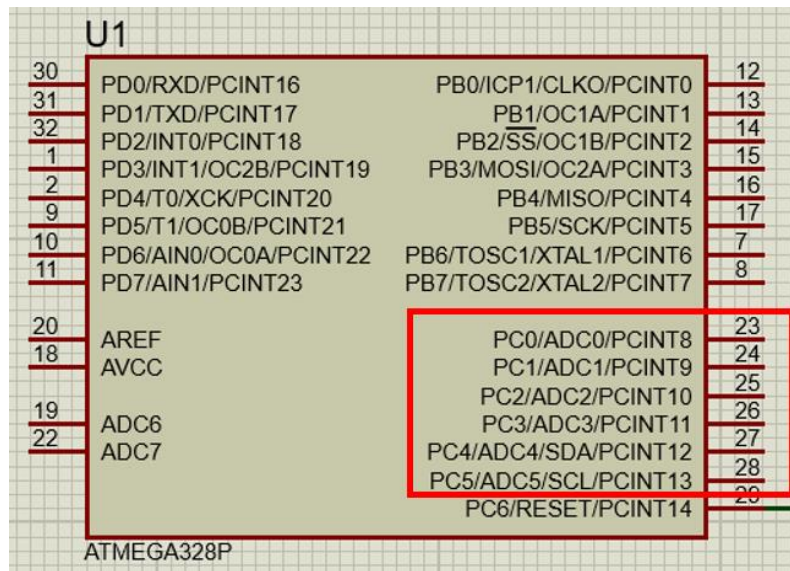 U1
30 PD0/RXD/PCINT16 PB0/ICP1/CLKO/PCINT0 12
31 PD1/TXD/PCINT17 PB1/OC1A/PCINT1 13
32 PD2/INT0/PCINT18 PB2/SS/OC1B/PCINT2 14
1 PD3/INT1/OC2B/PCINT19 PB3/MOSI/OC2A/PCINT3 15
2 PD4/T0/XCK/PCINT20 PB4/MISO/PCINT4 16
9 PD5/T1/OC0B/PCINT21 PB5/SCK/PCINT5 17
10 PD6/AIN0/OC0A/PCINT22 PB6/TOSC1/XTAL1/PCINT6 7
11 PD7/AIN1/PCINT23 PB7/TOSC2/XTAL2/PCINT7 8
20 AREF PC0/ADC0/PCINT8 23
18 AVCC PC1/ADC1/PCINT9 24
PC2/ADC2/PCINT10 25
19 ADC6 PC3/ADC3/PCINT11 26
22 ADC7 PC4/ADC4/SDA/PCINT12 27
PC5/ADC5/SCL/PCINT13 28
PC6/RESET/PCINT14 29
ATMEGA328P